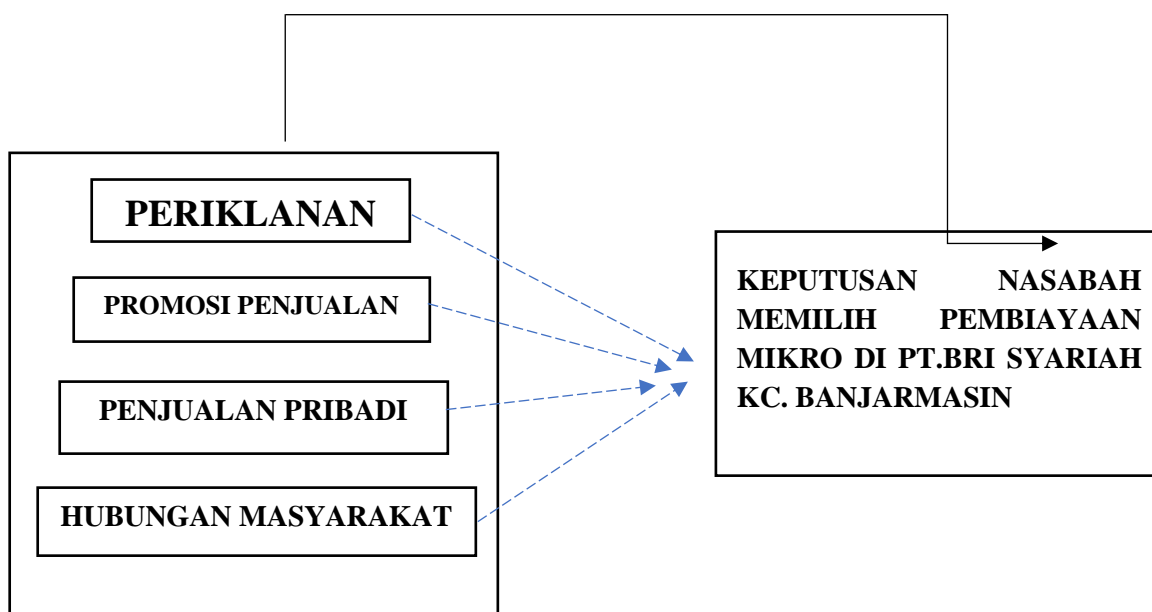 PERIKLANAN
PROMOSI PENJUALAN
PENJUALAN PRIBADI
HUBUNGAN MASYARAKAT
KEPUTUSAN NASABAH
MEMILIH PEMBIAYAAN
MIKRO DI PT.BRI SYARIAH
KC. BANJARMASIN